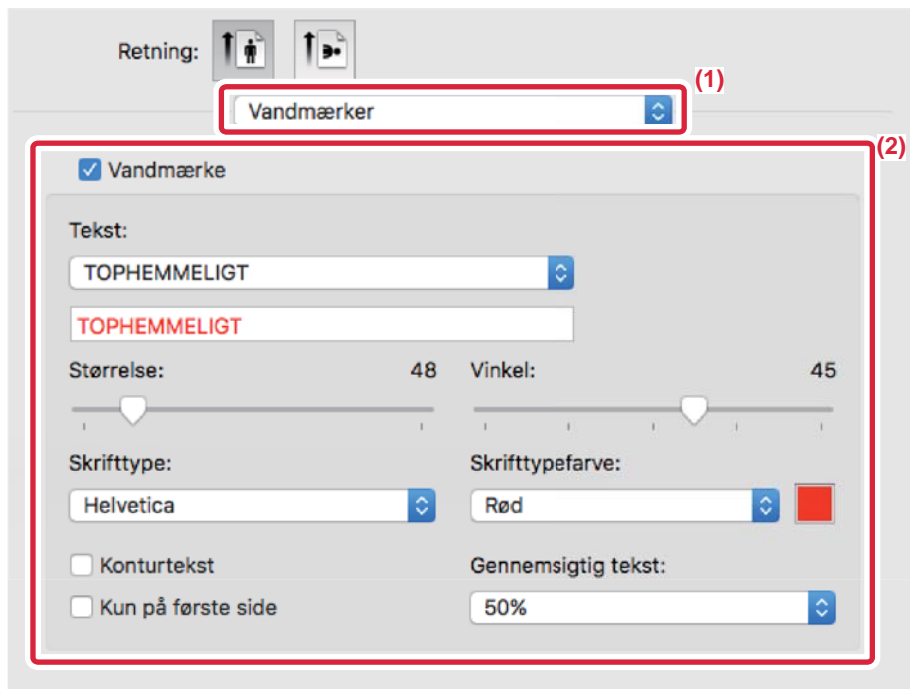 Retning:
(1)
Vandmærker
(2)
Vandmærke
Tekst:
TOPHEMMELIGT
TOPHEMMELIGT
Størrelse: 48 Vinkel: 45
Skrifttype: Skrifttypefarve:
Helvetica Rød
Konturtekst Gennemsigtig tekst:
Kun på første side 50%